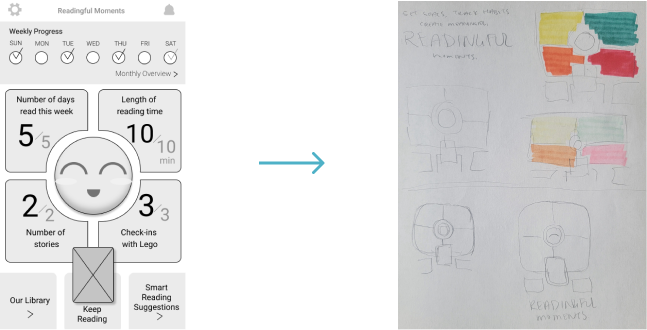 Readingful Moments
Weekly Progress
SUN MON TUE WED THU FRI SAT
Monthly Overview >
Number of days
read this week
5/5
Length of
reading time
10/10
min
2/2
Number of
stories
3/3
Check-ins
with Lego
Our Library
>
Keep
Reading
Smart
Reading
Suggestions
>
READINGFUL
MOMENTS
READINGFUL
MOMENTS